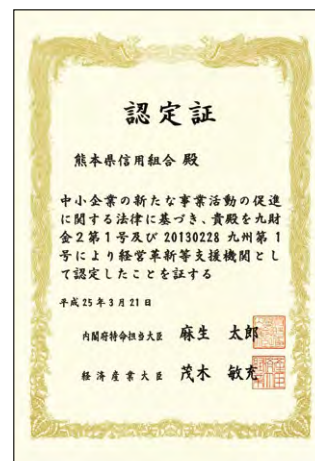 認定証
熊本県信用組合 殿
中小企業の新たな事業活動の促進
に関する法律に基づき、貴殿を九財
金2第1号及び 20130228 九州第1
号により経営革新等支援機関とし
て認定したことを証する
平成25年3月21日
内閣府特命担当大臣 麻生 太郎
経済産業大臣 茂木 敏充